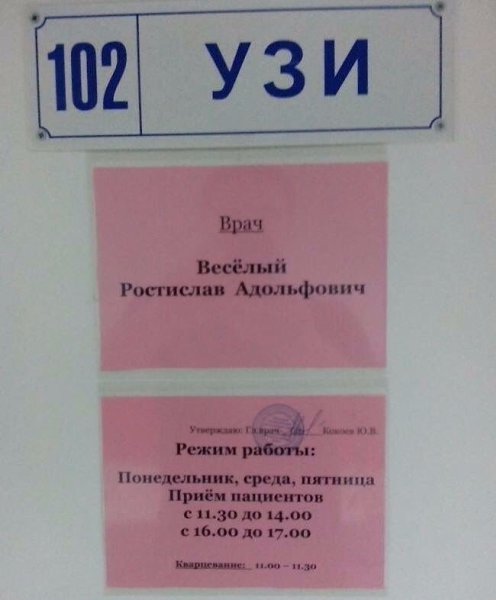 102 УЗИ
Врач
Весёлый
Ростислав Адольфович
Утверждаю: Гл.врач Кокоев Ю.В.
Режим работы:
Понедельник, среда, пятница
Приём пациентов
с 11.30 до 14.00
с 16.00 до 17.00
Кварцевание: 11.00 – 11.30